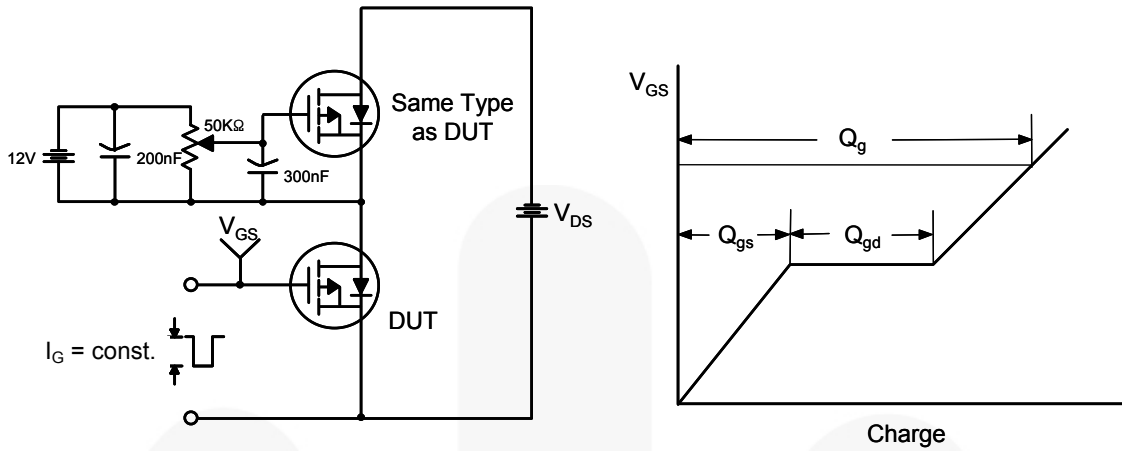 Same Type
as DUT
50KΩ
12V
200nF
300nF
V_GS
V_DS
DUT
I_G = const.
V_GS
Q_g
Q_gs
Q_gd
Charge